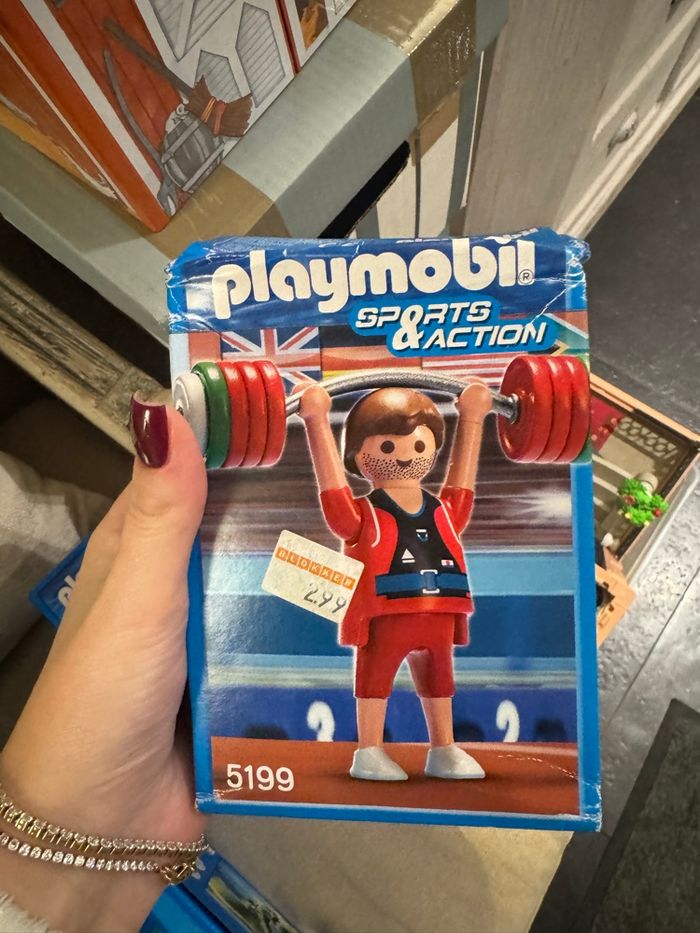 playmobil®
SPORTS
&ACTION
BLOKKER
2.99
5199